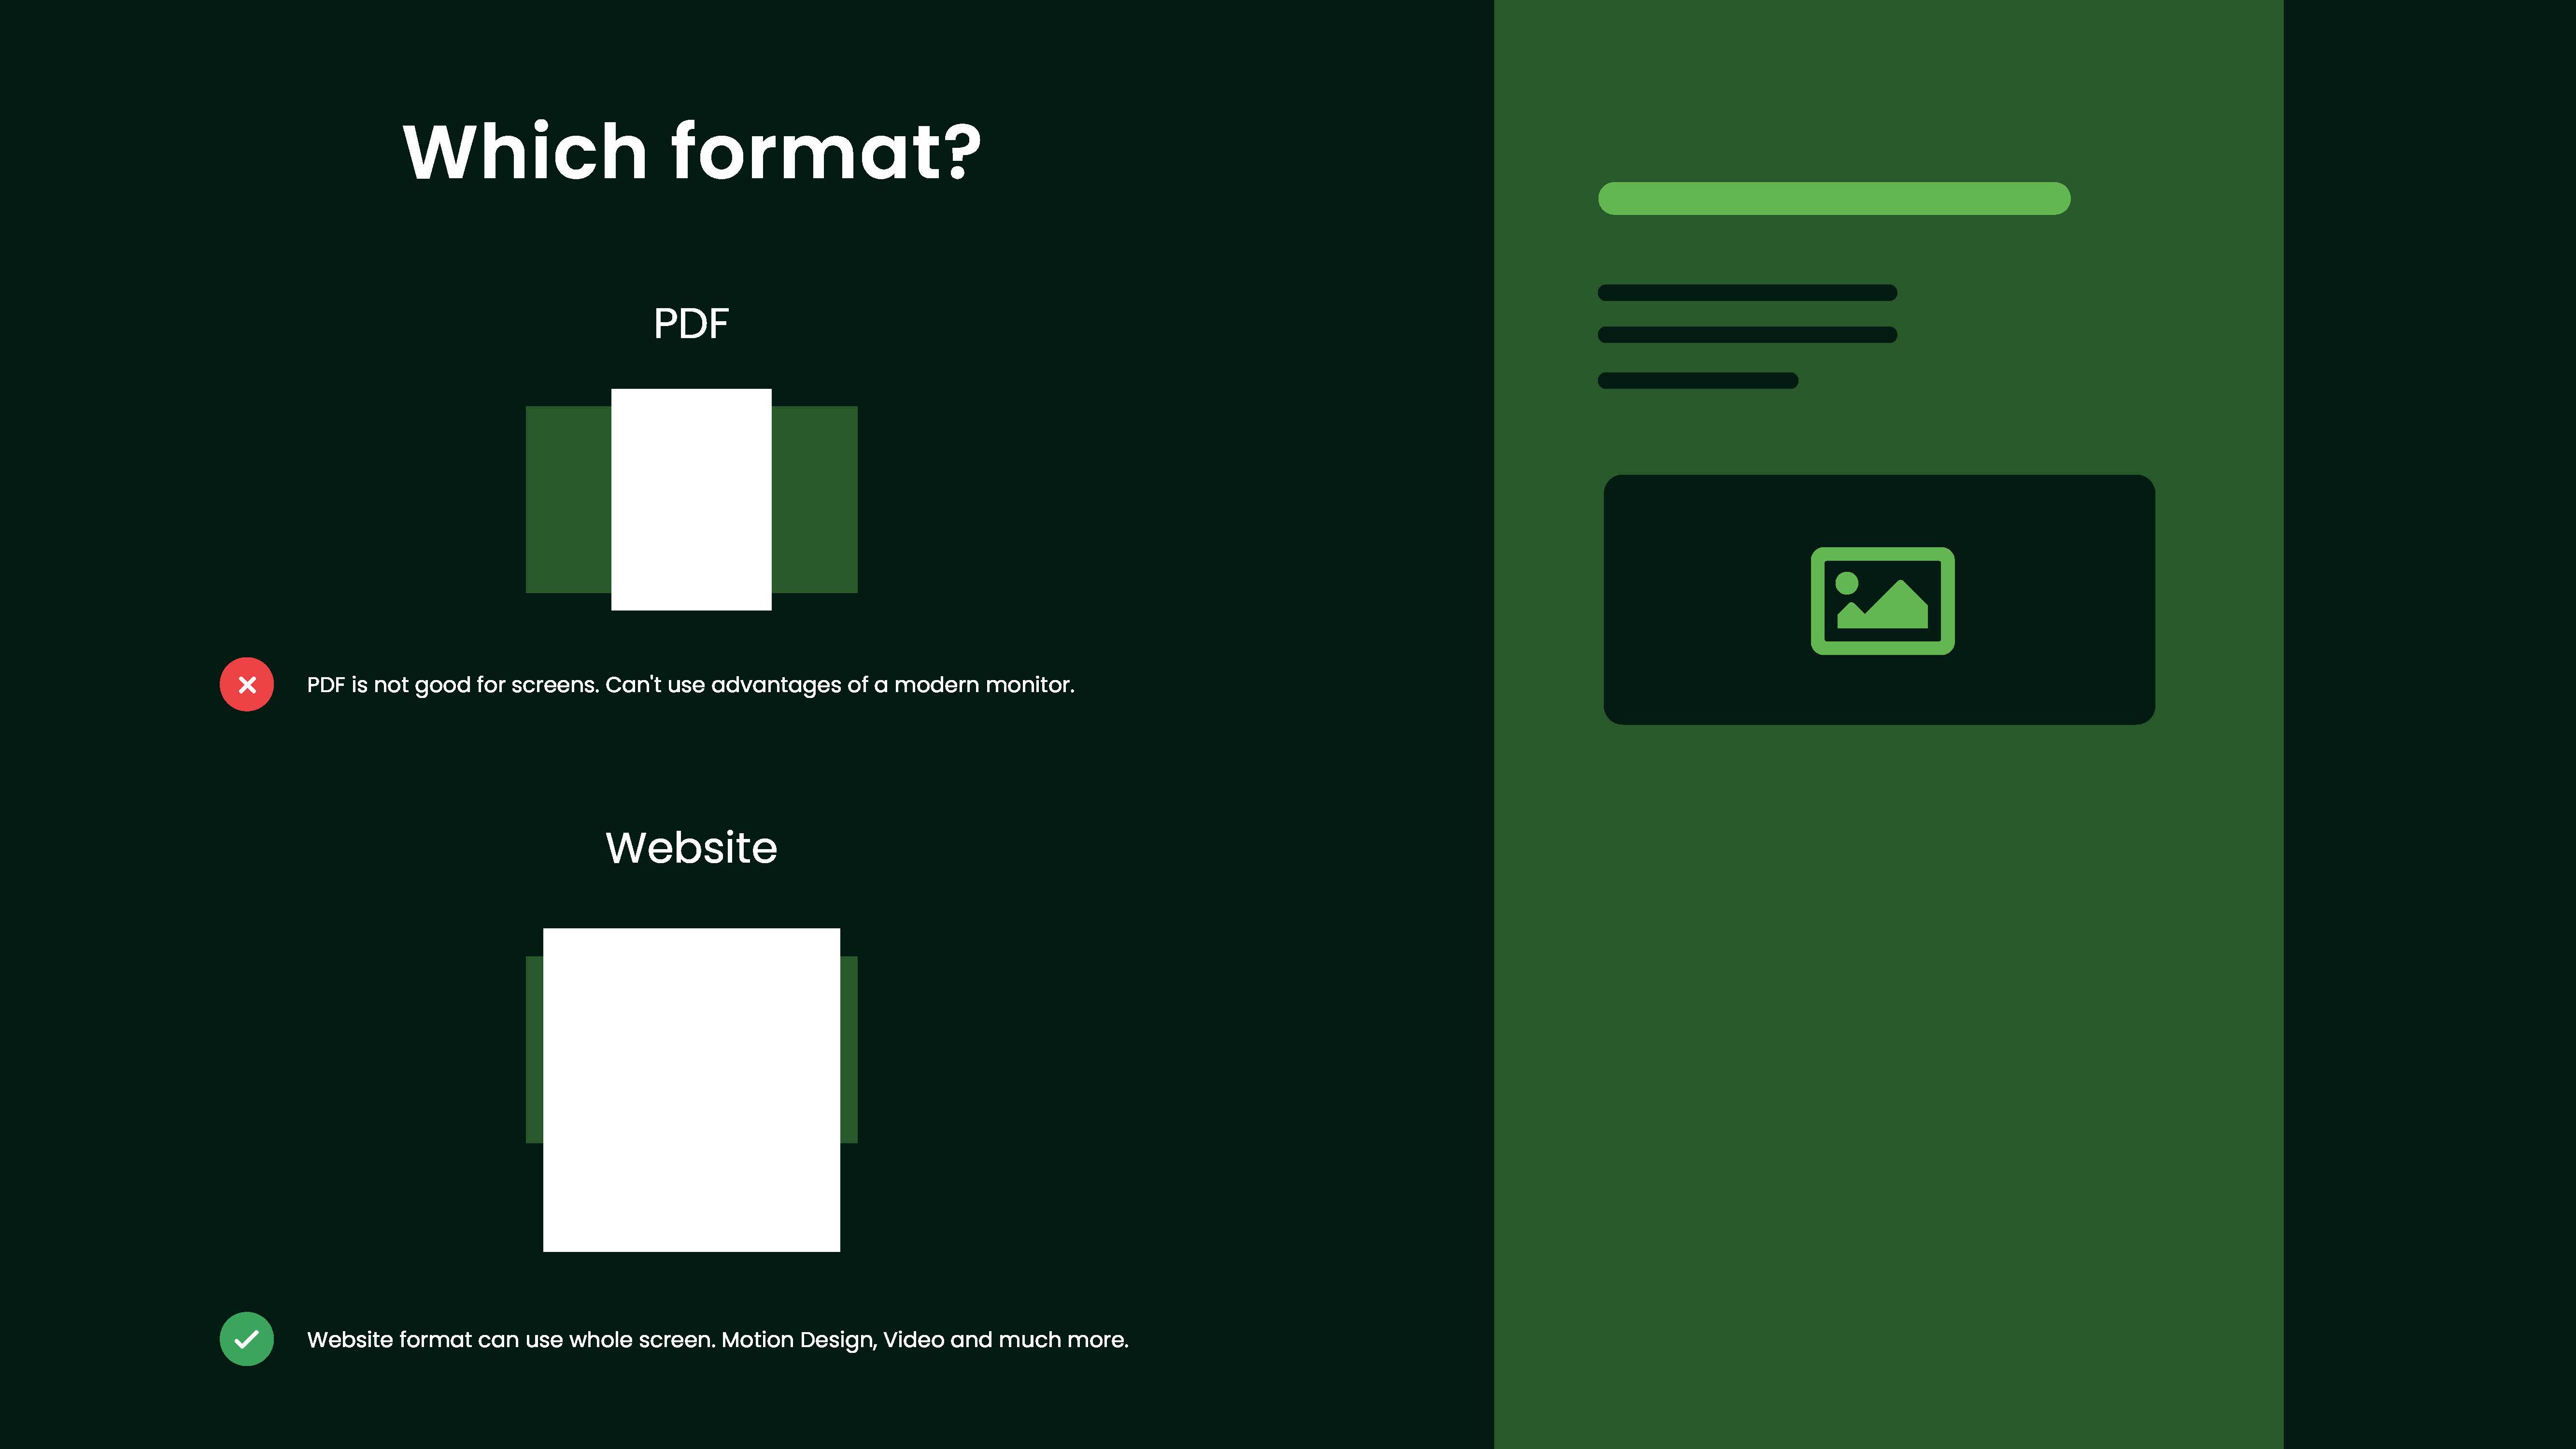 Which format?
PDF
PDF is not good for screens. Can't use advantages of a modern monitor.
Website
Website format can use whole screen. Motion Design, Video and much more.